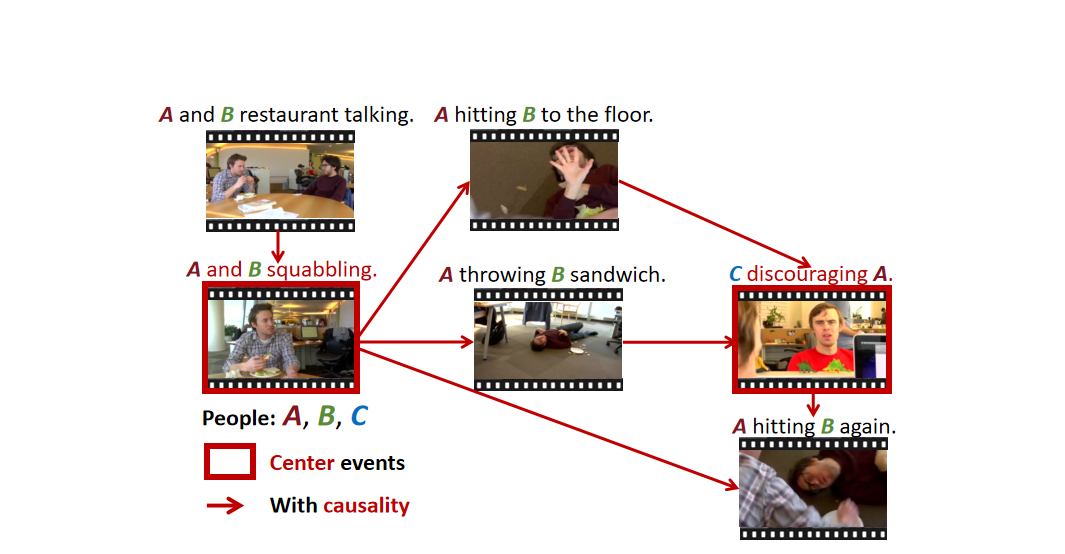 A and B restaurant talking.
A hitting B to the floor.
A and B squabbling.
A throwing B sandwich.
C discouraging A.
People: A, B, C
A hitting B again.
Center events
With causality